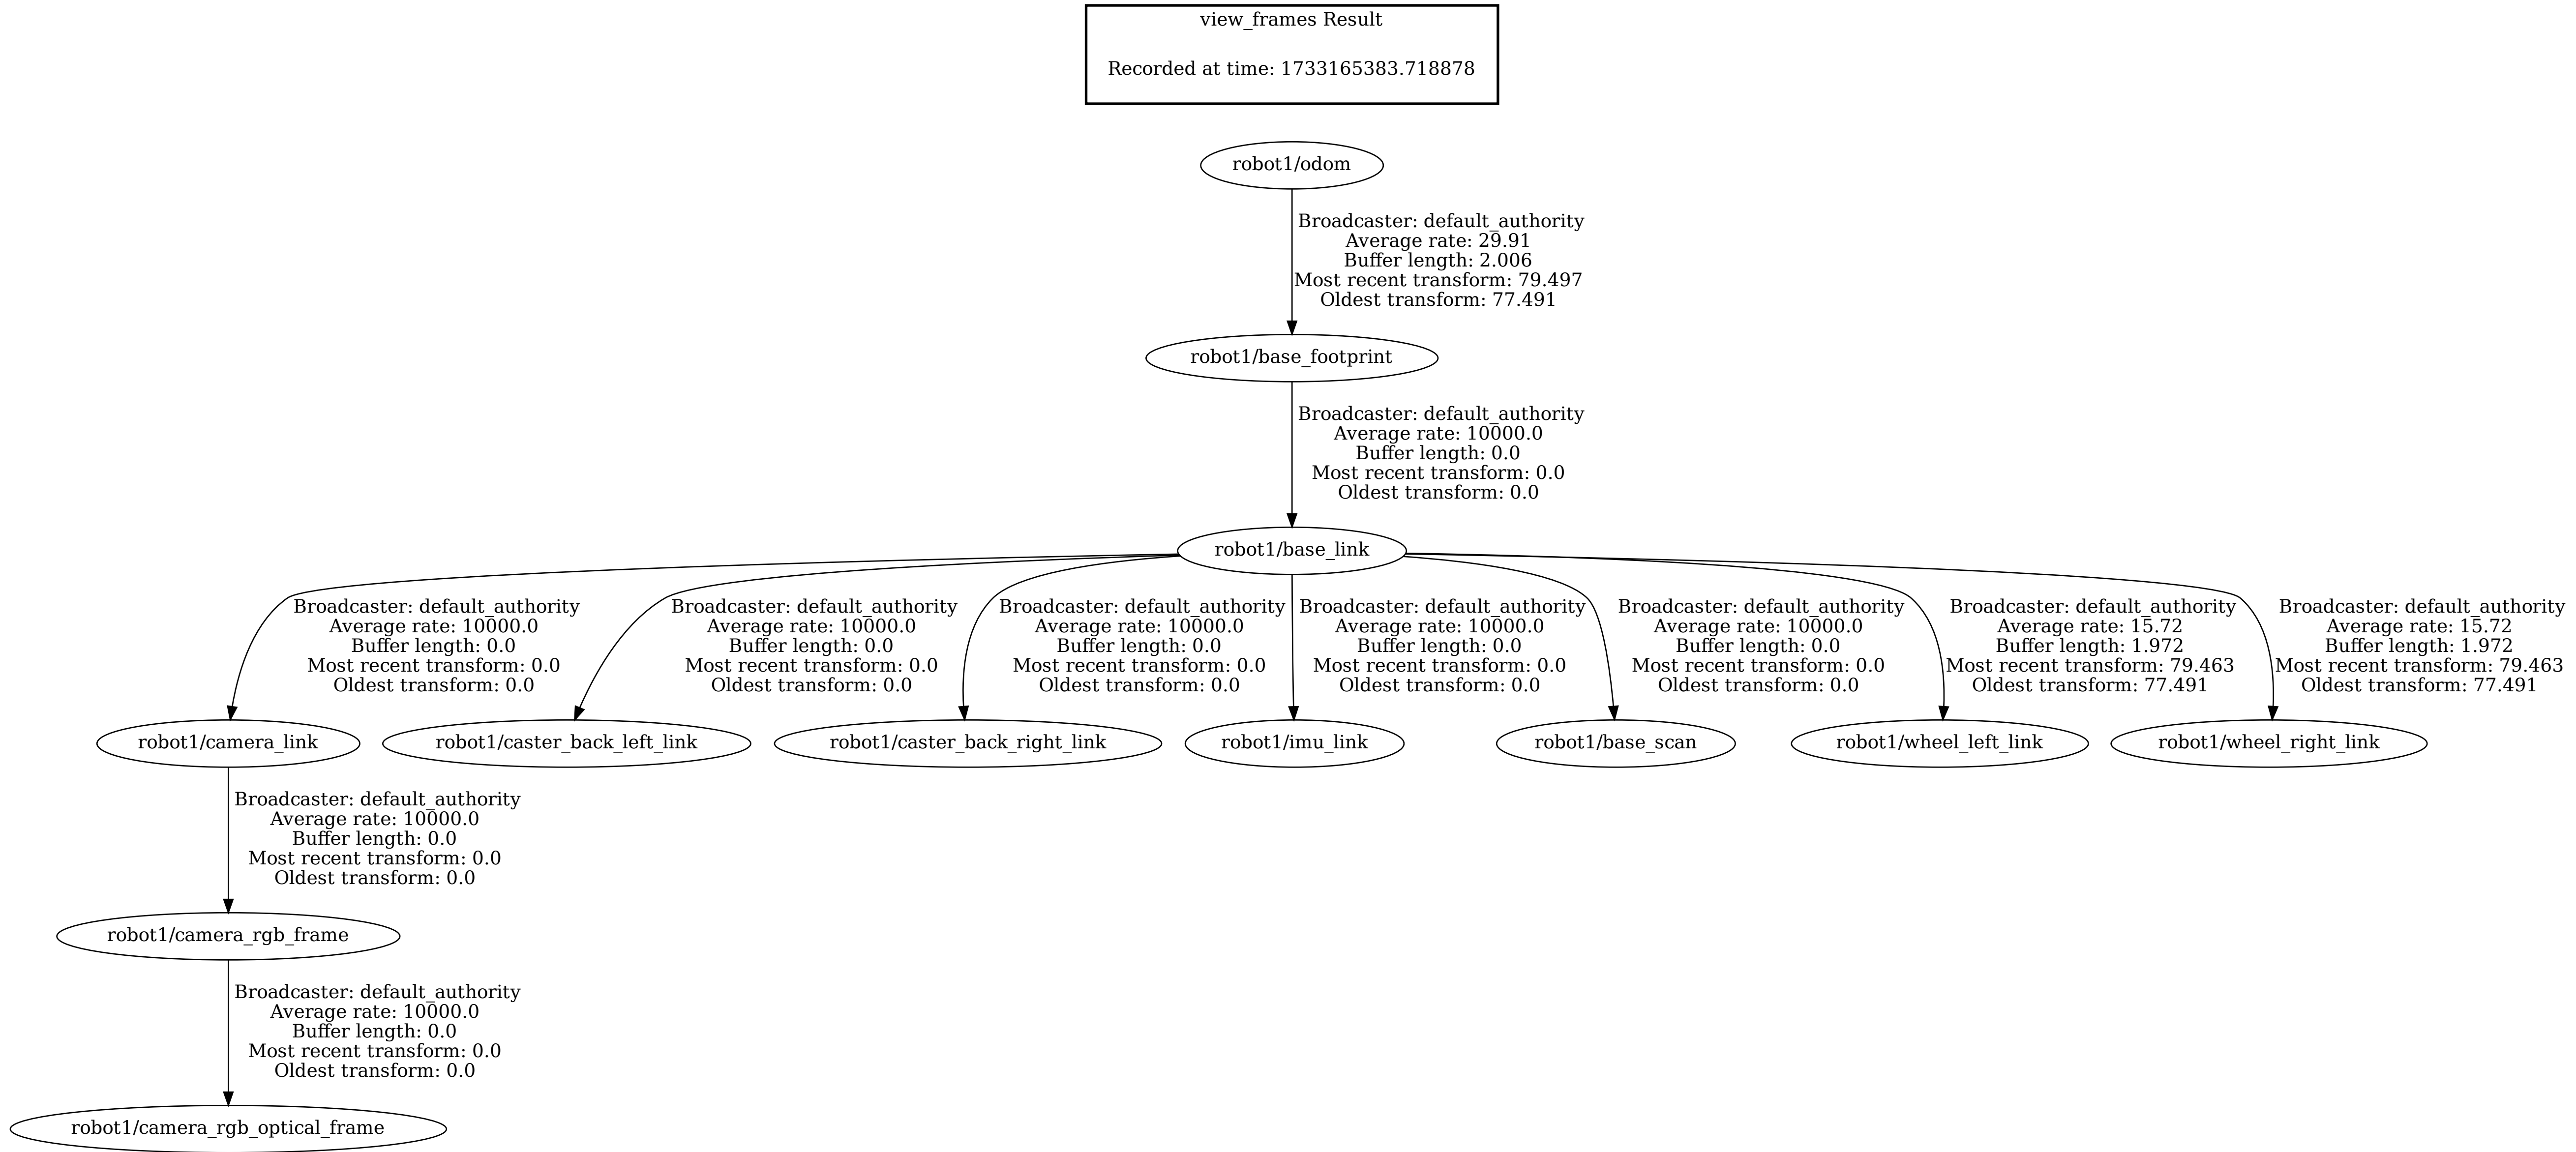 view_frames Result
Recorded at time: 1733165383.718878
robot1/odom
Broadcaster: default_authority
Average rate: 29.91
Buffer length: 2.006
Most recent transform: 79.497
Oldest transform: 77.491
robot1/base_footprint
Broadcaster: default_authority
Average rate: 10000.0
Buffer length: 0.0
Most recent transform: 0.0
Oldest transform: 0.0
robot1/base_link
Broadcaster: default_authority
Average rate: 10000.0
Buffer length: 0.0
Most recent transform: 0.0
Oldest transform: 0.0
Broadcaster: default_authority
Average rate: 10000.0
Buffer length: 0.0
Most recent transform: 0.0
Oldest transform: 0.0
Broadcaster: default_authority
Average rate: 10000.0
Buffer length: 0.0
Most recent transform: 0.0
Oldest transform: 0.0
Broadcaster: default_authority
Average rate: 10000.0
Buffer length: 0.0
Most recent transform: 0.0
Oldest transform: 0.0
Broadcaster: default_authority
Average rate: 10000.0
Buffer length: 0.0
Most recent transform: 0.0
Oldest transform: 0.0
Broadcaster: default_authority
Average rate: 15.72
Buffer length: 1.972
Most recent transform: 79.463
Oldest transform: 77.491
Broadcaster: default_authority
Average rate: 15.72
Buffer length: 1.972
Most recent transform: 79.463
Oldest transform: 77.491
robot1/camera_link
robot1/caster_back_left_link
robot1/caster_back_right_link
robot1/imu_link
robot1/base_scan
robot1/wheel_left_link
robot1/wheel_right_link
Broadcaster: default_authority
Average rate: 10000.0
Buffer length: 0.0
Most recent transform: 0.0
Oldest transform: 0.0
robot1/camera_rgb_frame
Broadcaster: default_authority
Average rate: 10000.0
Buffer length: 0.0
Most recent transform: 0.0
Oldest transform: 0.0
robot1/camera_rgb_optical_frame